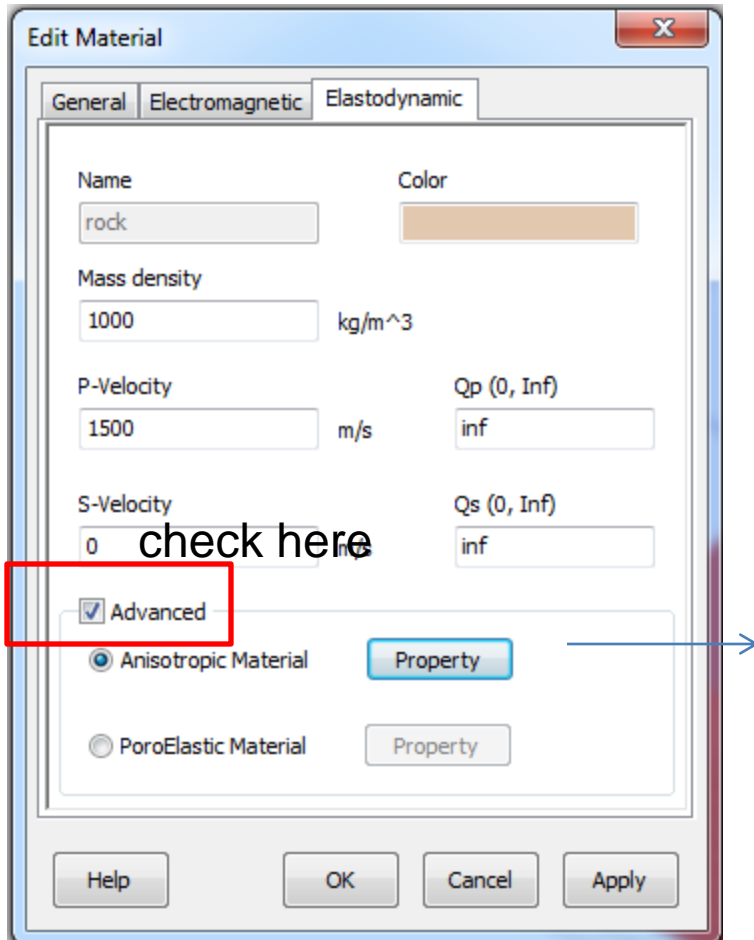 Edit Material
x
General Electromagnetic Elastodynamic
Name Color
rock
Mass density
1000 kg/m^3
P-Velocity Qp (0, Inf)
1500 m/s inf
S-Velocity Qs (0, Inf)
0 check here m/s inf
Advanced
Anisotropic Material Property
PoroElastic Material Property
Help OK Cancel Apply